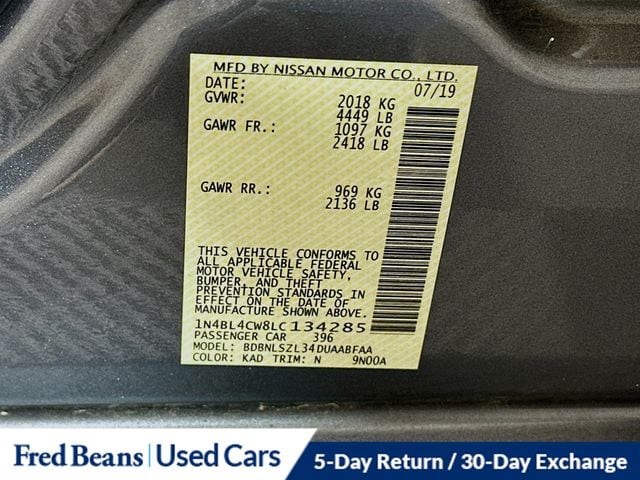 MFD BY NISSAN MOTOR CO., LTD.
DATE: 07/19
GVWR: 2018 KG
4449 LB
GAWR FR.: 1097 KG
2418 LB
GAWR RR.: 969 KG
2136 LB
THIS VEHICLE CONFORMS TO
ALL APPLICABLE FEDERAL
MOTOR VEHICLE SAFETY,
BUMPER, AND THEFT
PREVENTION STANDARDS IN
EFFECT ON THE DATE OF
MANUFACTURE SHOWN ABOVE.
1N4BL4CW8LC134285
PASSENGER CAR 396
MODEL: BDBNLSZL34DUAABFAA
COLOR: KAD TRIM: N 9N00A
Fred Beans | Used Cars
5-Day Return / 30-Day Exchange